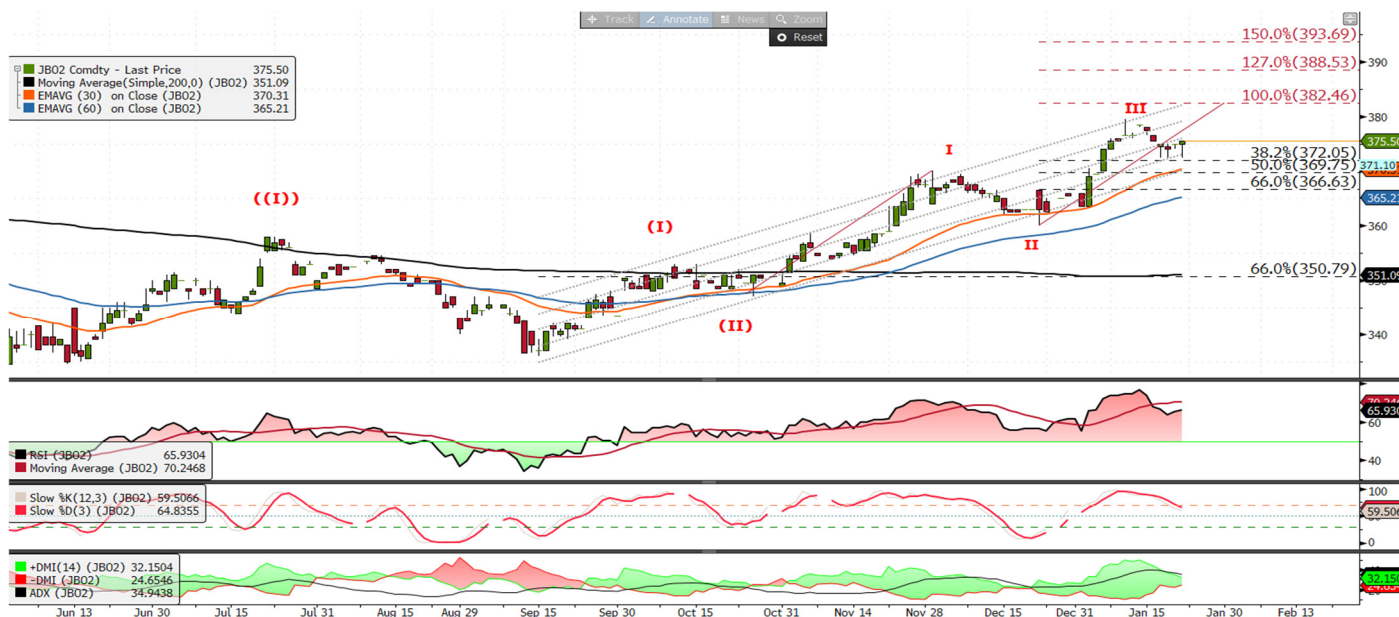 Track Annotate News Zoom
Reset
JB02 Comdty - Last Price 375.50
Moving Average(Simple,200,0) (JB02) 351.09
EMAVG (30) on Close (JB02) 370.31
EMAVG (60) on Close (JB02) 365.21
150.0%(393.69)
390
127.0%(388.53)
100.0%(382.46)
380
III
375.50
I
38.2%(372.05)
50.0%(369.75)
371.10
66.0%(366.63)
365.21
((I))
(I)
360
II
66.0%(350.79)
351.09
(II)
340
RSI (JB02) 65.9304
Moving Average (JB02) 70.2468
65.930
60
40
Slow %K(12,3) (JB02) 59.5066
Slow %D(3) (JB02) 64.8355
100
59.506
0
+DMI(14) (JB02) 32.1504
-DMI (JB02) 24.6546
ADX (JB02) 34.9438
32.150
Jun 13 Jun 30 Jul 15 Jul 31 Aug 15 Aug 29 Sep 15 Sep 30 Oct 15 Oct 31 Nov 14 Nov 28 Dec 15 Dec 31 Jan 15 Jan 30 Feb 13